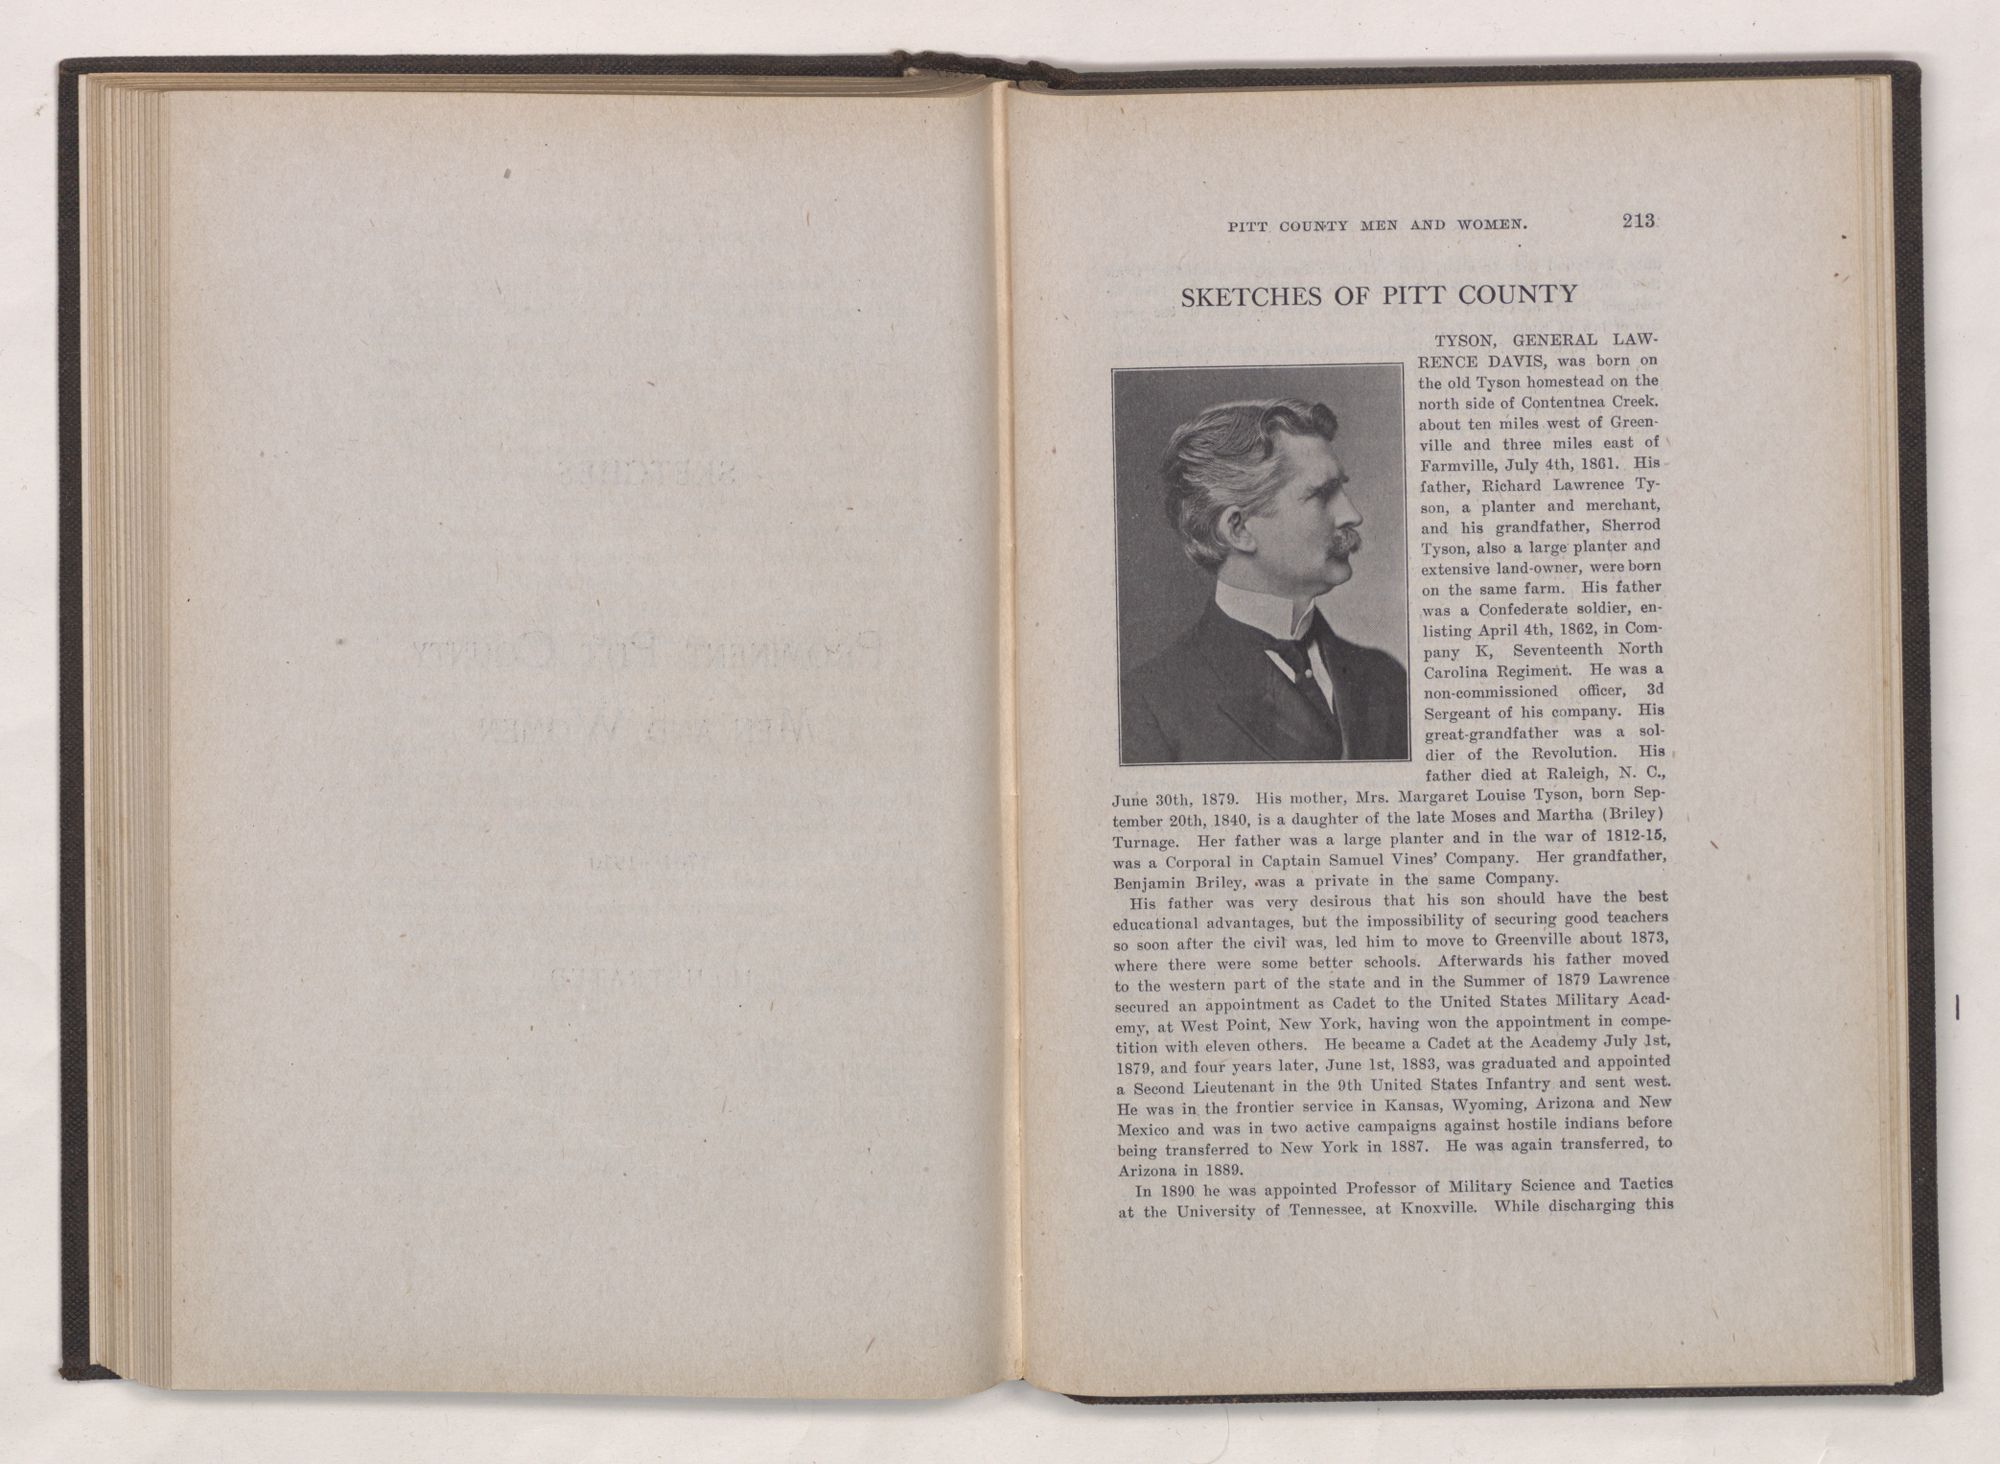 PITT COUNTY MEN AND WOMEN. 213
SKETCHES OF PITT COUNTY
TYSON, GENERAL LAW-
RENCE DAVIS, was born on
the old Tyson homestead on the
north side of Contentnea Creek.
about ten miles west of Green-
ville and three miles east of
Farmville, July 4th, 1861. His
father, Richard Lawrence Ty-
son, a planter and merchant,
and his grandfather, Sherrod
Tyson, also a large planter and
extensive land-owner, were born
on the same farm. His father
was a Confederate soldier, en-
listing April 4th, 1862, in Com-
pany K, Seventeenth North
Carolina Regiment. He was a
non-commissioned officer, 3d
Sergeant of his company. His
great-grandfather was a sol-
dier of the Revolution. His
father died at Raleigh, N. C.,
June 30th, 1879. His mother, Mrs. Margaret Louise Tyson, born Sep-
tember 20th, 1840, is a daughter of the late Moses and Martha (Briley)
Turnage. Her father was a large planter and in the war of 1812-15,
was a Corporal in Captain Samuel Vines' Company. Her grandfather,
Benjamin Briley, was a private in the same Company.
His father was very desirous that his son should have the best
educational advantages, but the impossibility of securing good teachers
so soon after the civil was, led him to move to Greenville about 1873,
where there were some better schools. Afterwards his father moved
to the western part of the state and in the Summer of 1879 Lawrence
secured an appointment as Cadet to the United States Military Acad-
emy, at West Point, New York, having won the appointment in compe-
tition with eleven others. He became a Cadet at the Academy July 1st,
1879, and four years later, June 1st, 1883, was graduated and appointed
a Second Lieutenant in the 9th United States Infantry and sent west.
He was in the frontier service in Kansas, Wyoming, Arizona and New
Mexico and was in two active campaigns against hostile indians before
being transferred to New York in 1887. He was again transferred, to
Arizona in 1889.
In 1890 he was appointed Professor of Military Science and Tactics
at the University of Tennessee, at Knoxville. While discharging this